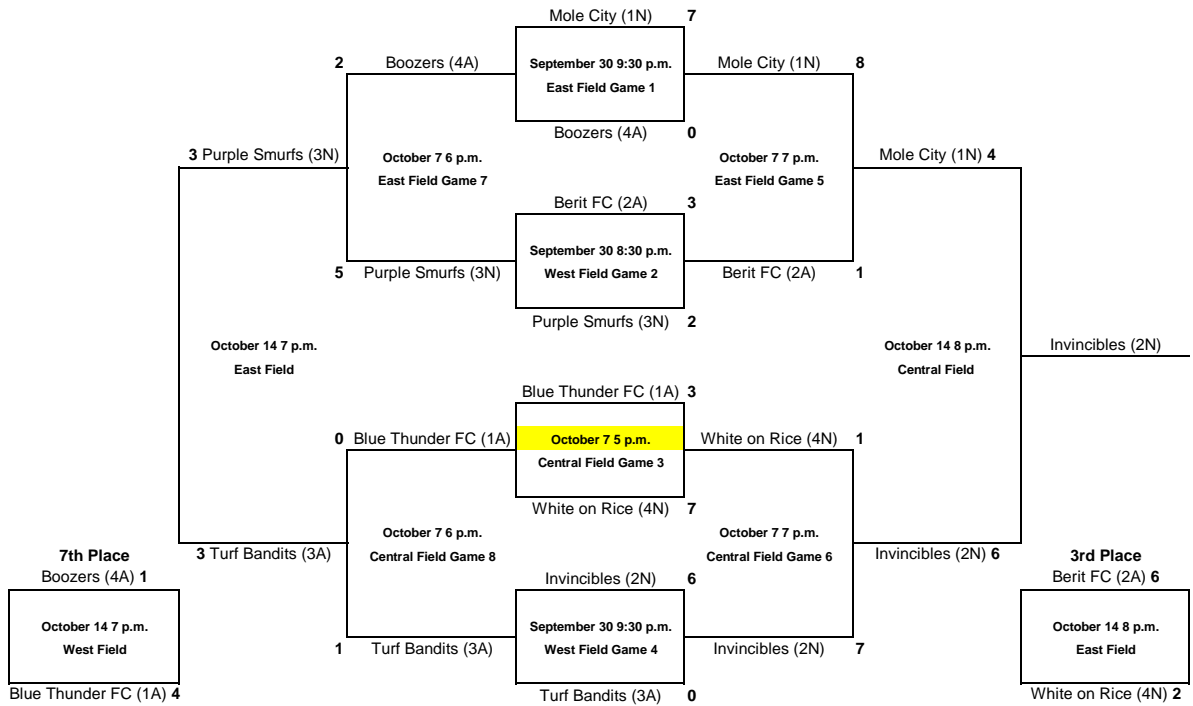 Mole City (1N) 7
2 Boozers (4A) September 30 9:30 p.m. Mole City (1N) 8
East Field Game 1
Boozers (4A) 0
3 Purple Smurfs (3N) October 7 6 p.m. October 7 7 p.m. Mole City (1N) 4
East Field Game 7 East Field Game 5
Berit FC (2A) 3
September 30 8:30 p.m.
5 Purple Smurfs (3N) West Field Game 2 Berit FC (2A) 1
Purple Smurfs (3N) 2
October 14 7 p.m. October 14 8 p.m. Invincibles (2N)
East Field Central Field
Blue Thunder FC (1A) 3
0 Blue Thunder FC (1A) October 7 5 p.m. White on Rice (4N) 1
Central Field Game 3
White on Rice (4N) 7
October 7 6 p.m. October 7 7 p.m.
7th Place 3 Turf Bandits (3A) Central Field Game 8 Central Field Game 6 Invincibles (2N) 6 3rd Place
Boozers (4A) 1 Invincibles (2N) 6 Berit FC (2A) 6
October 14 7 p.m. September 30 9:30 p.m. October 14 8 p.m.
West Field 1 Turf Bandits (3A) West Field Game 4 Invincibles (2N) 7 East Field
Blue Thunder FC (1A) 4 Turf Bandits (3A) 0 White on Rice (4N) 2